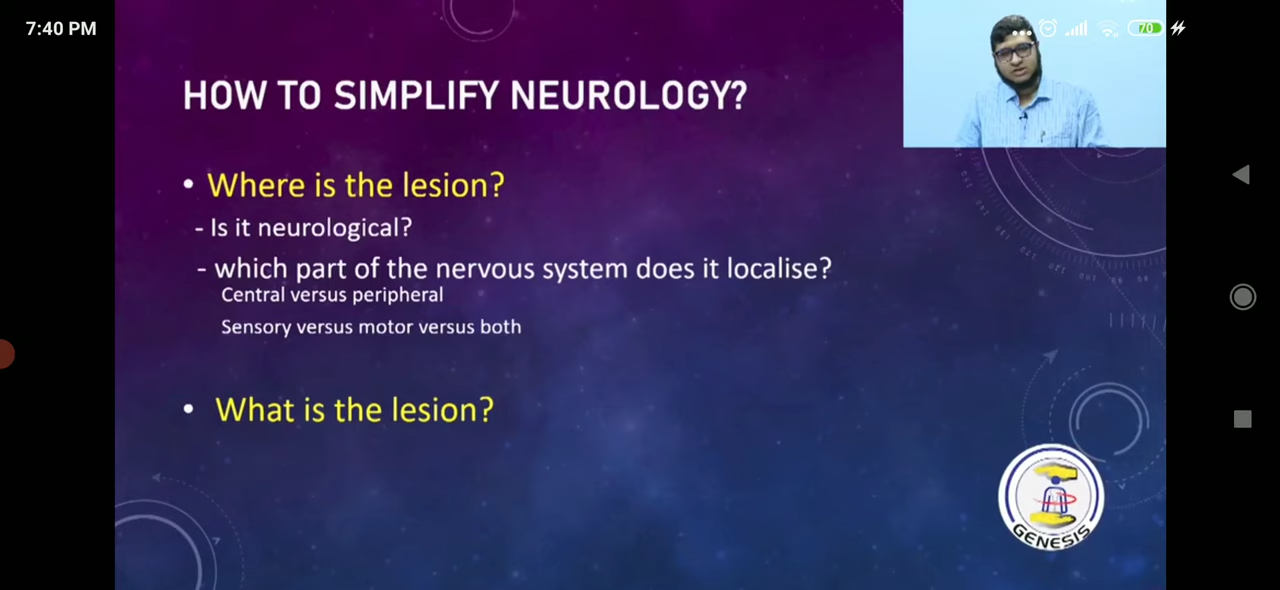 7:40 PM
70
HOW TO SIMPLIFY NEUROLOGY?
• Where is the lesion?
- Is it neurological?
- which part of the nervous system does it localise?
Central versus peripheral
Sensory versus motor versus both
• What is the lesion?
GENESIS